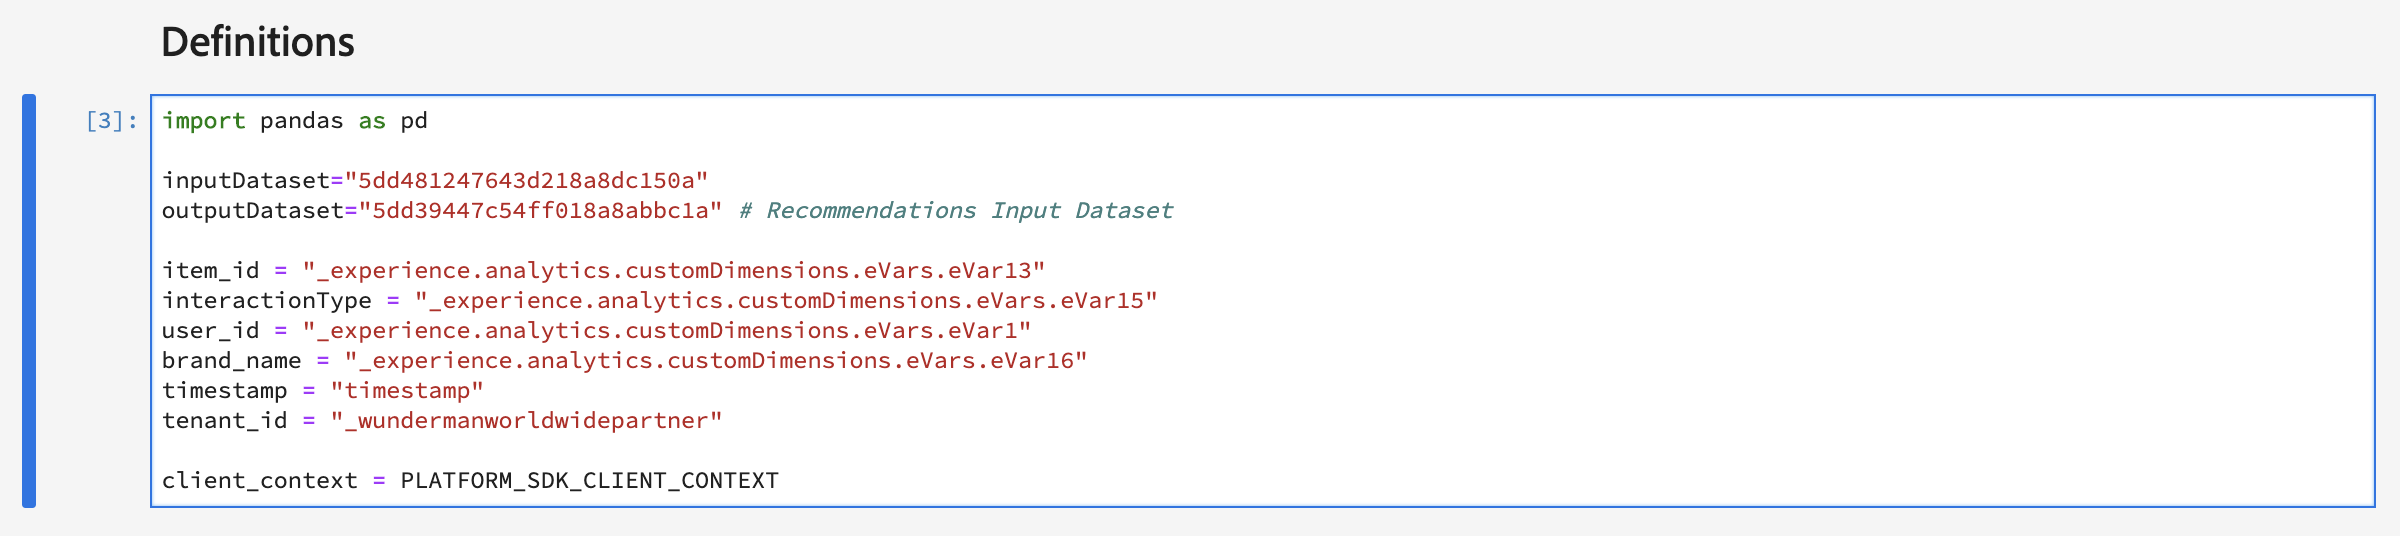 Definitions
[3]: import pandas as pd
inputDataset="5dd481247643d218a8dc150a"
outputDataset="5dd39447c54ff018a8abbc1a" # Recommendations Input Dataset
item_id = "_experience.analytics.customDimensions.eVars.eVar13"
interactionType = "_experience.analytics.customDimensions.eVars.eVar15"
user_id = "_experience.analytics.customDimensions.eVars.eVar1"
brand_name = "_experience.analytics.customDimensions.eVars.eVar16"
timestamp = "timestamp"
tenant_id = "_wundermanworldwidepartner"
client_context = PLATFORM_SDK_CLIENT_CONTEXT